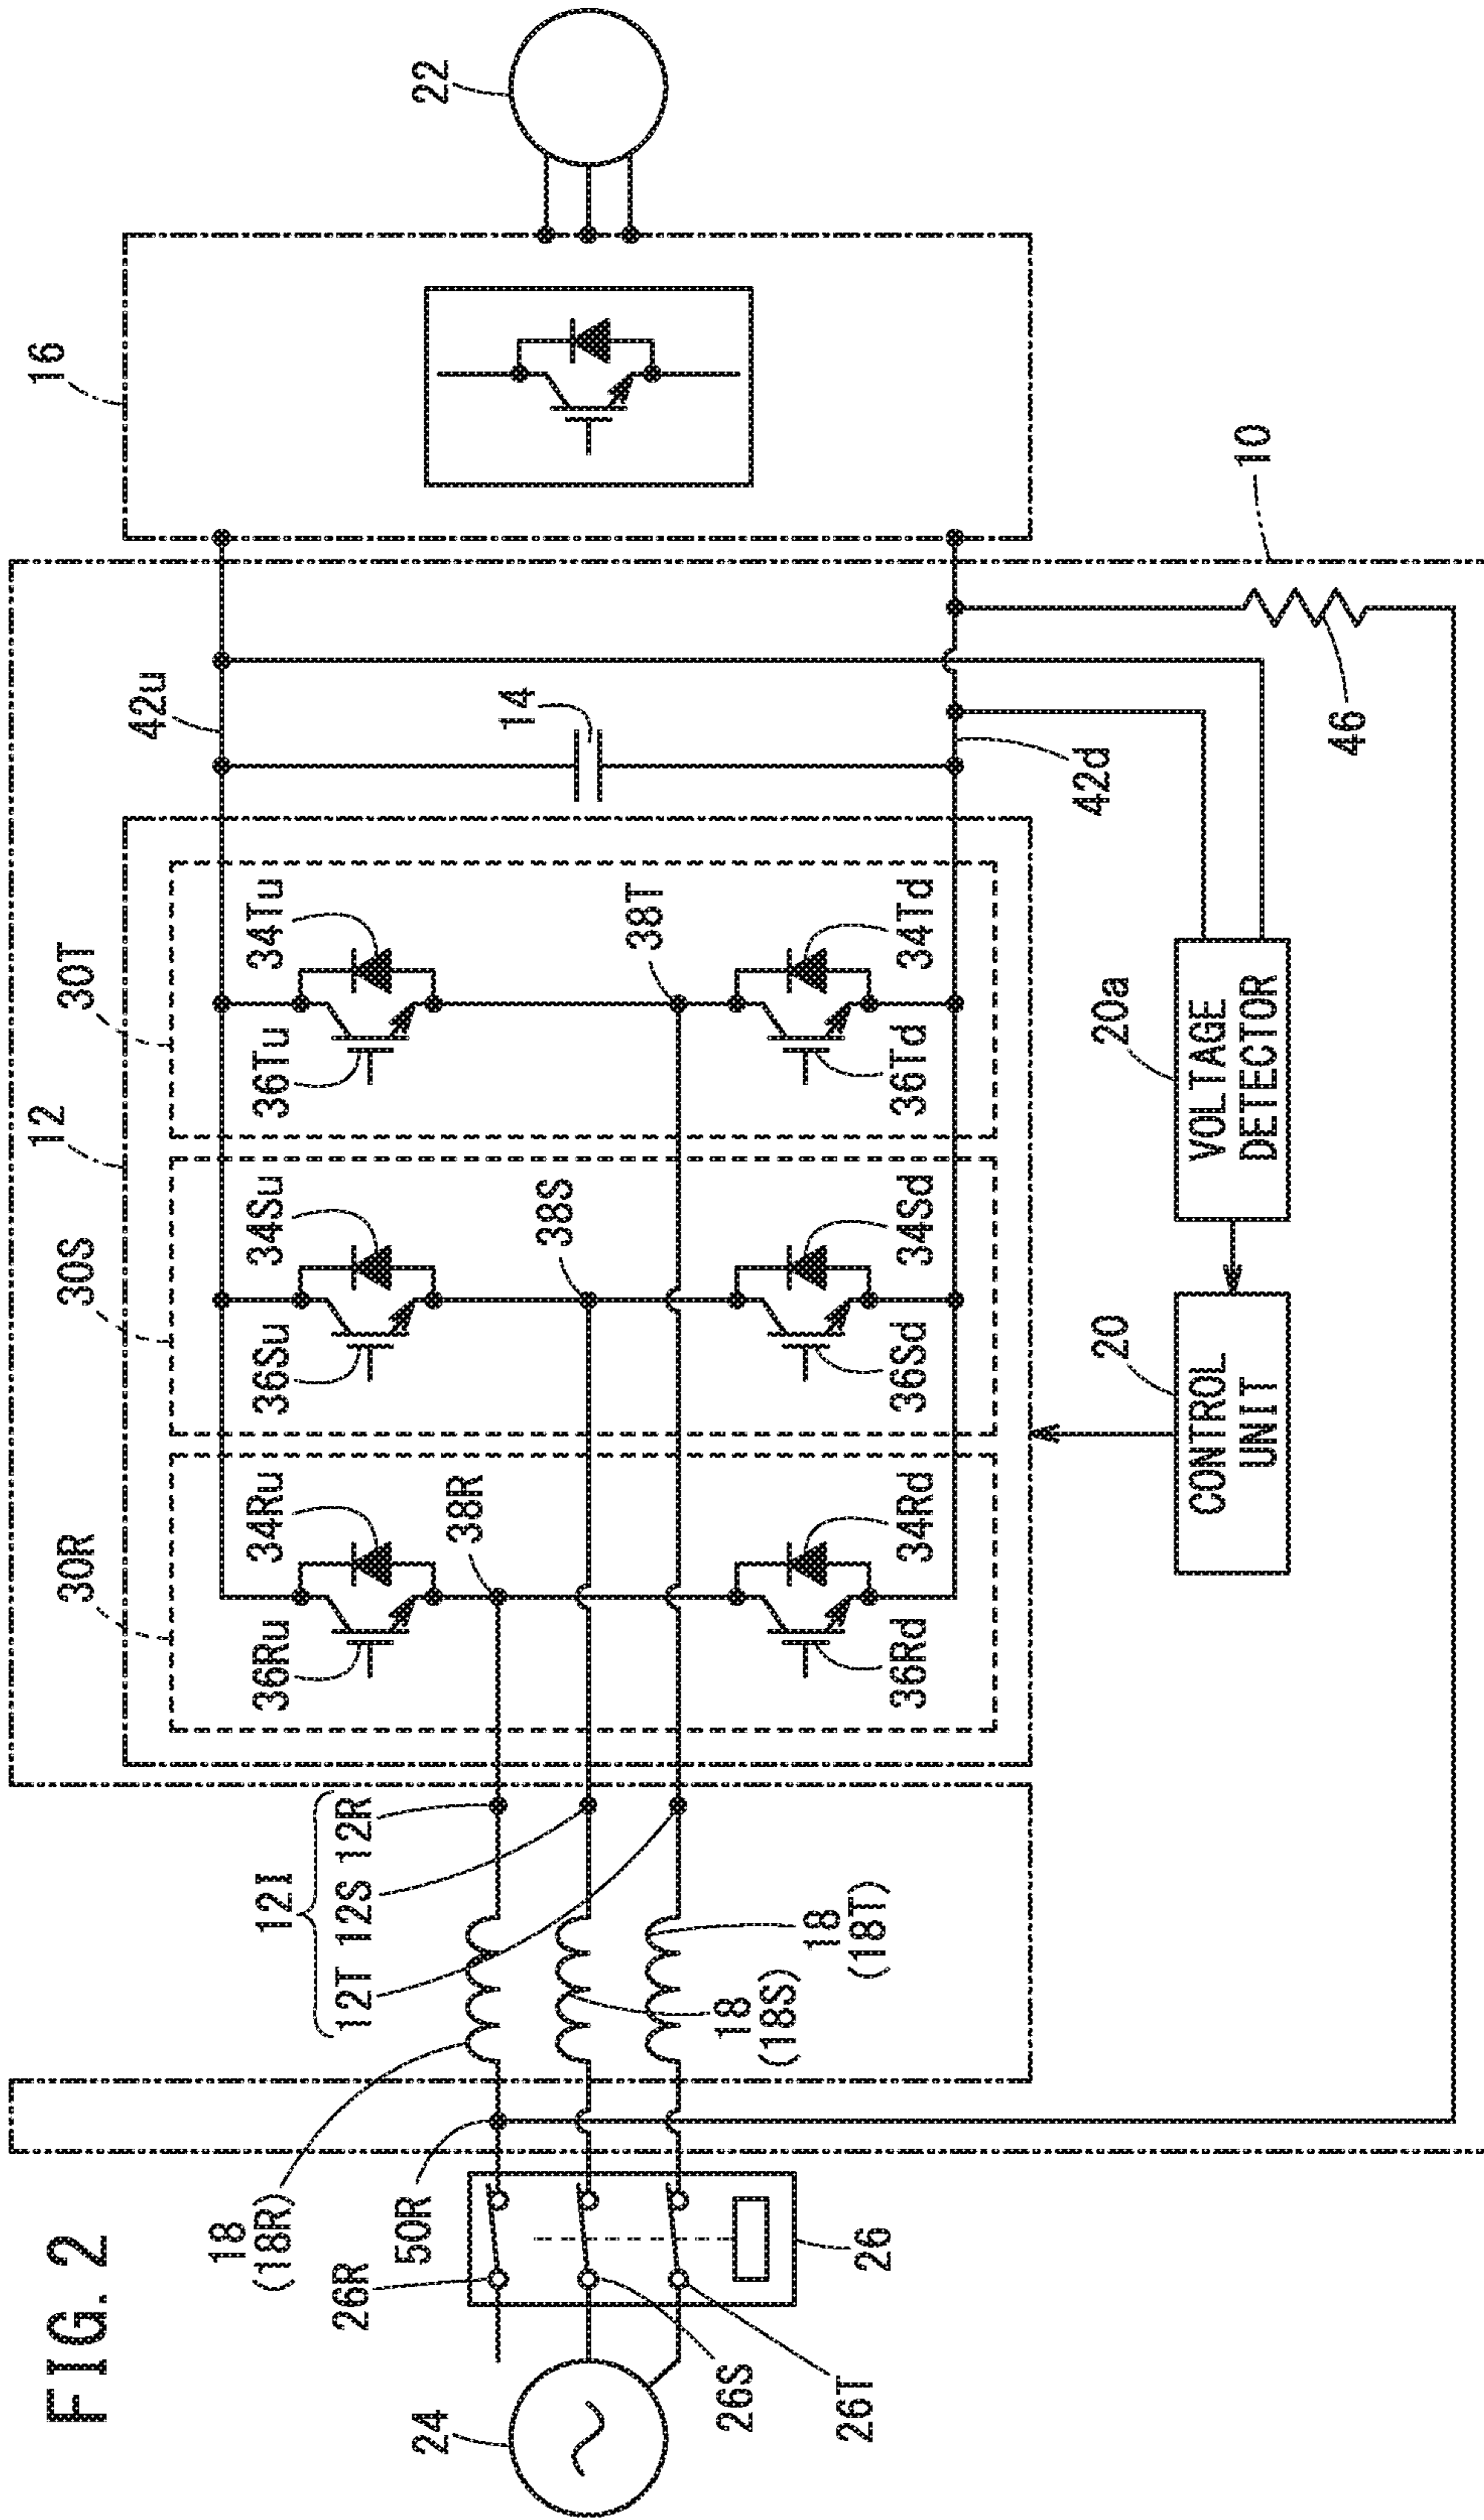 FIG. 2
10
12
16
30R
30S
30T
42u
14
22
36Ru
34Ru
36Su
34Su
36Tu
34Tu
38R
38S
38T
12I
12T 12S 12R
18
(18R)
18
(18S)
18
(18T)
50R
26R
24
26S
26T
26
36Rd
34Rd
36Sd
34Sd
36Td
34Td
42d
46
20
CONTROL
UNIT
20a
VOLTAGE
DETECTOR